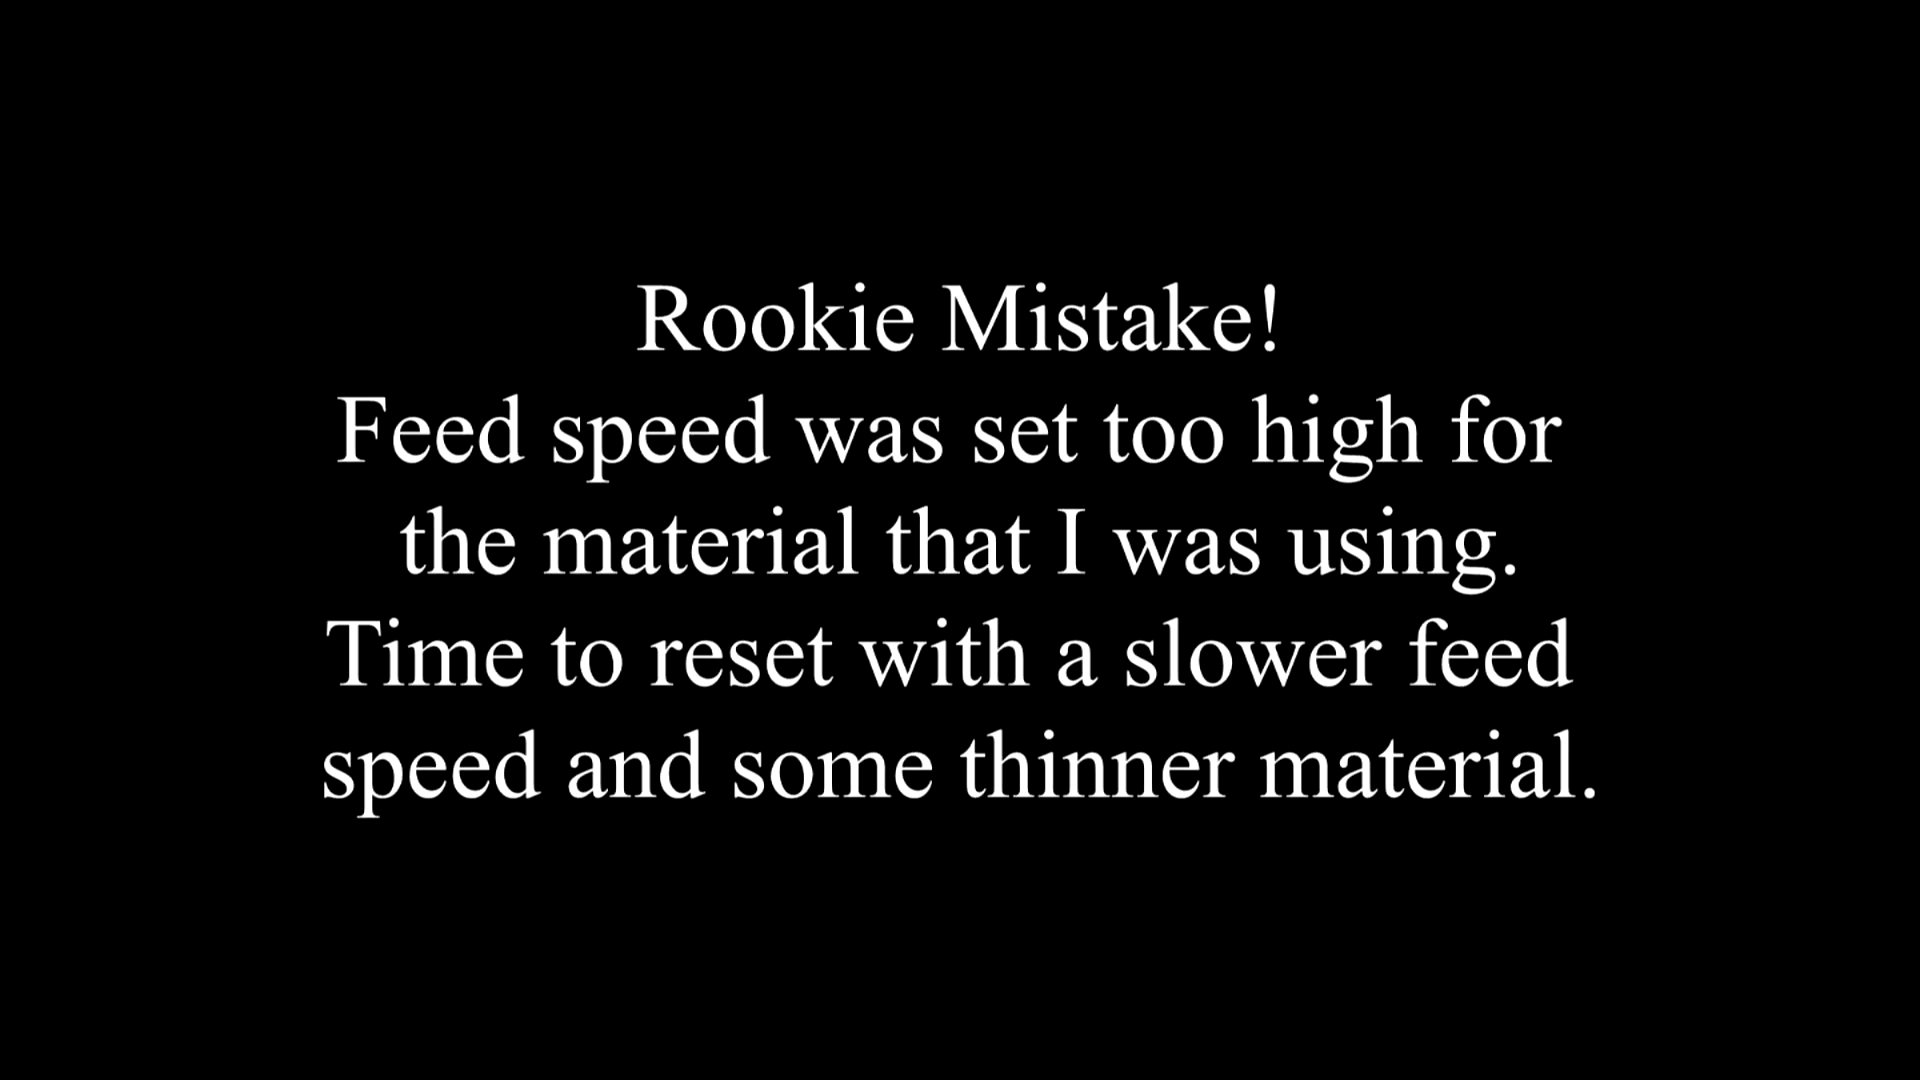 Rookie Mistake!
Feed speed was set too high for
the material that I was using.
Time to reset with a slower feed
speed and some thinner material.